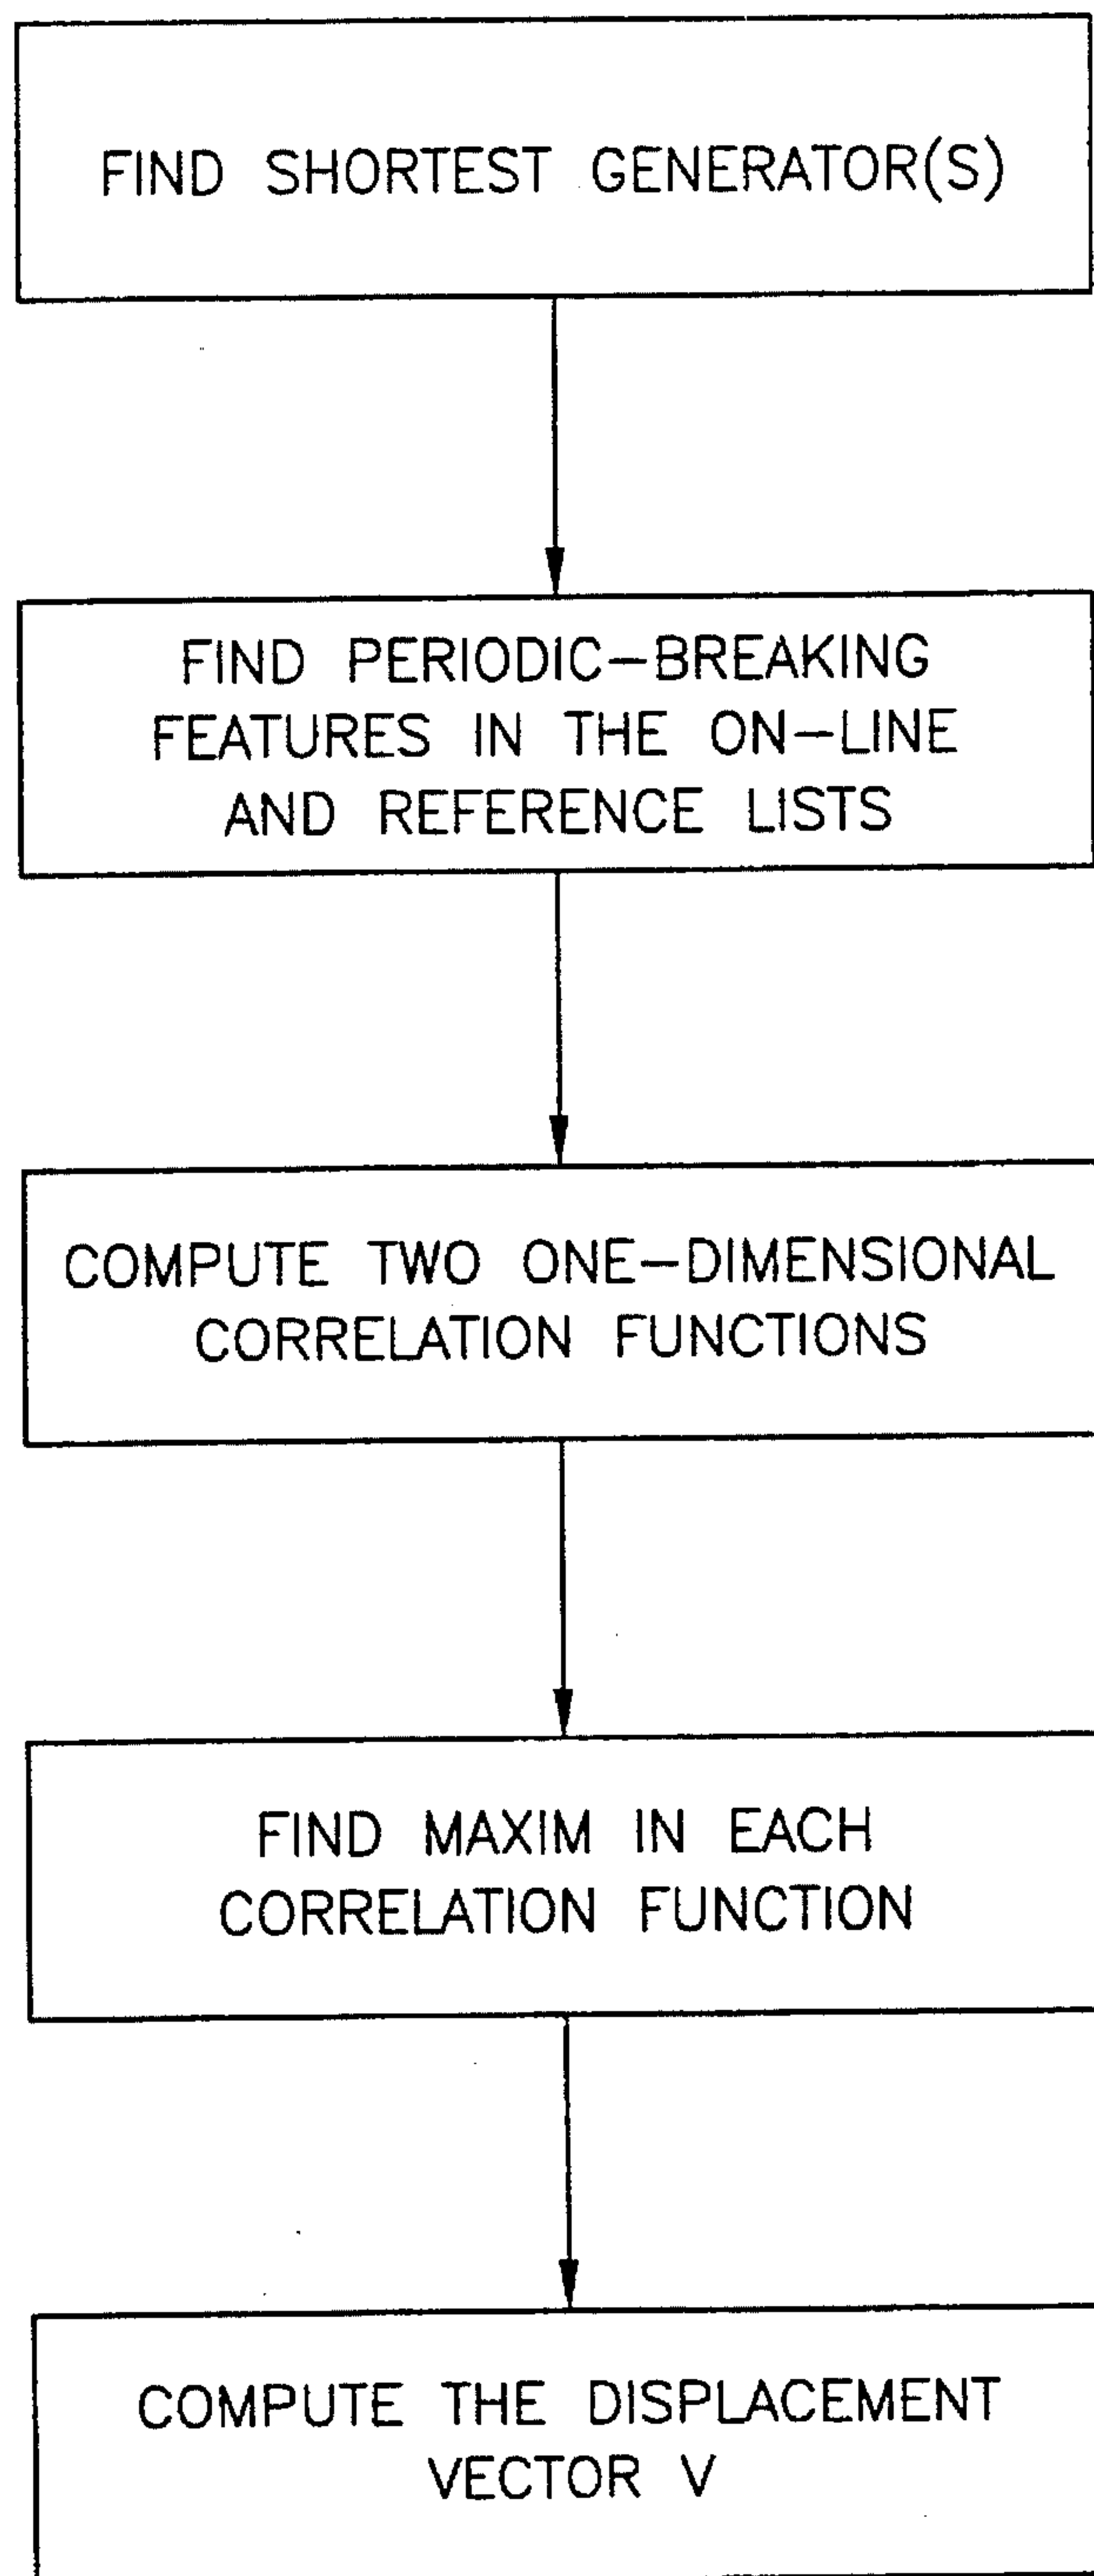 FIND SHORTEST GENERATOR(S)
FIND PERIODIC-BREAKING
FEATURES IN THE ON-LINE
AND REFERENCE LISTS
COMPUTE TWO ONE-DIMENSIONAL
CORRELATION FUNCTIONS
FIND MAXIM IN EACH
CORRELATION FUNCTION
COMPUTE THE DISPLACEMENT
VECTOR V